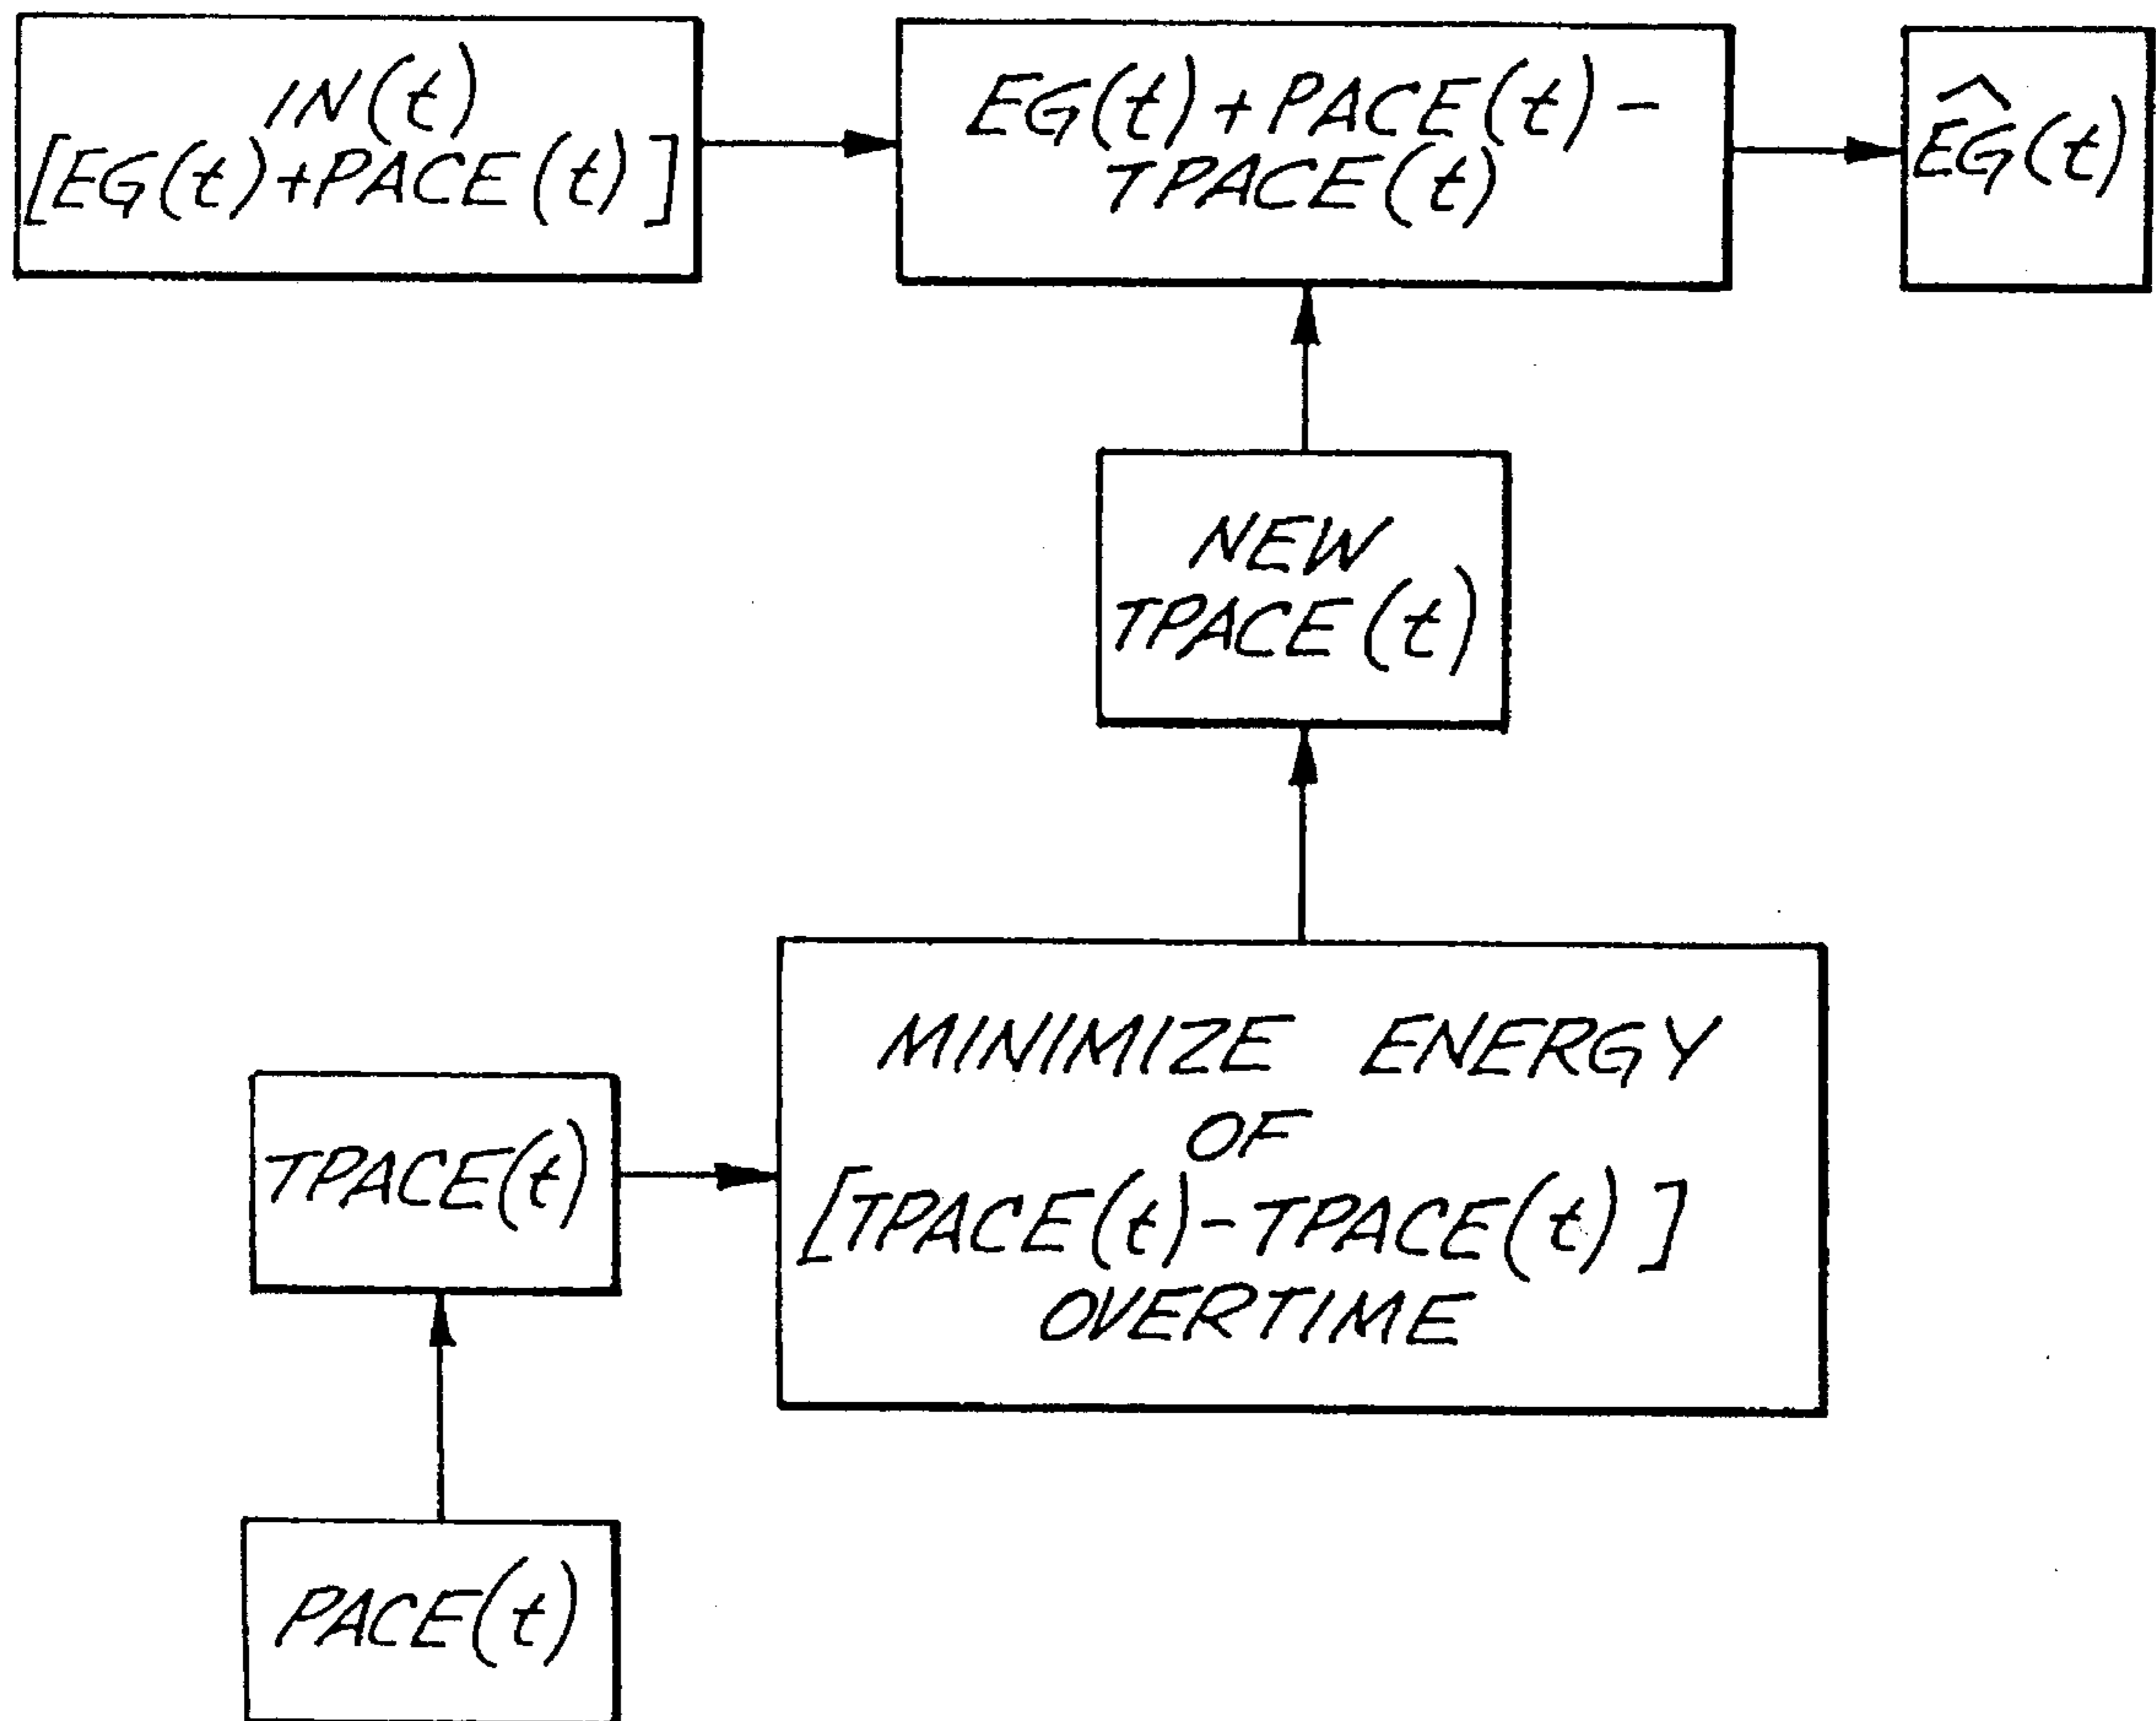 IN(t)
[EG(t)+PACE(t)]
EG(t)+PACE(t)-
TPACE(t)
ÊG(t)
NEW
TPACE(t)
MINIMIZE ENERGY
OF
[TPACE(t)-TPACE(t)]
OVERTIME
TPACE(t)
PACE(t)